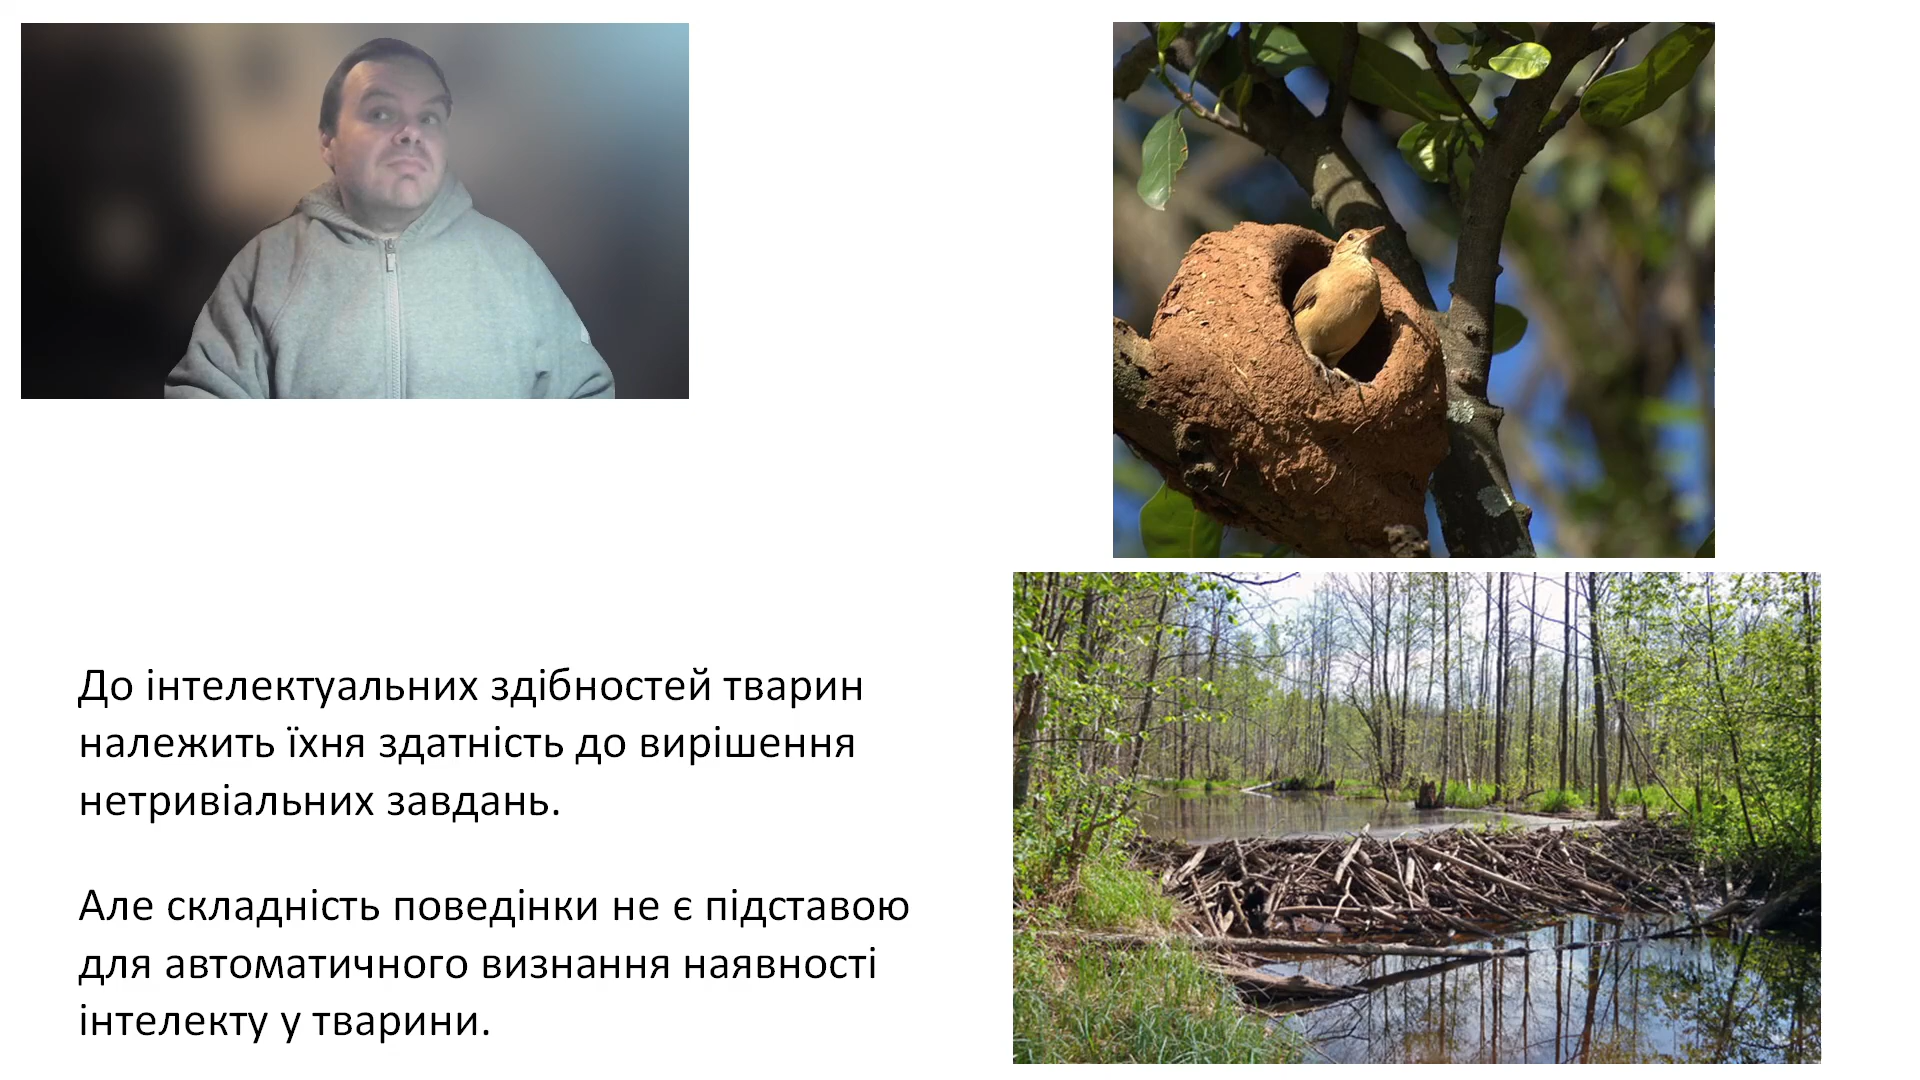 До інтелектуальних здібностей тварин
належить їхня здатність до вирішення
нетривіальних завдань.
Але складність поведінки не є підставою
для автоматичного визнання наявності
інтелекту у тварини.